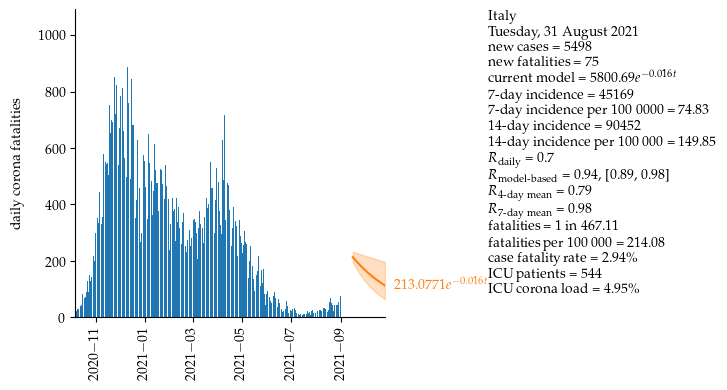 Italy
Tuesday, 31 August 2021
new cases = 5498
new fatalities = 75
current model = 5800.69e^{-0.016t}
7-day incidence = 45169
7-day incidence per 100 0000 = 74.83
14-day incidence = 90452
14-day incidence per 100 000 = 149.85
R_daily = 0.7
R_model-based = 0.94, [0.89, 0.98]
R_4-day mean = 0.79
R_7-day mean = 0.98
fatalities = 1 in 467.11
fatalities per 100 000 = 214.08
case fatality rate = 2.94%
ICU patients = 544
ICU corona load = 4.95%
daily corona fatalities
1000
800
600
400
200
0
213.0771e^{-0.016t}
2020−11
2021−01
2021−03
2021−05
2021−07
2021−09